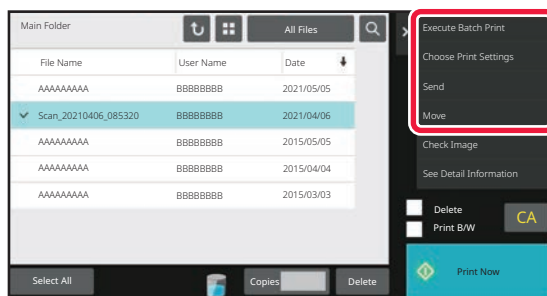 Main Folder
All Files
File Name User Name Date
AAAAAAAAA BBBBBBBB 2021/05/05
Scan_20210406_085320 BBBBBBBB 2021/04/06
AAAAAAAAA BBBBBBBB 2015/05/05
AAAAAAAAA BBBBBBBB 2015/04/04
AAAAAAAAA BBBBBBBB 2015/03/03
Select All
Copies
Delete
Execute Batch Print
Choose Print Settings
Send
Move
Check Image
See Detail Information
Delete
Print B/W
CA
Print Now